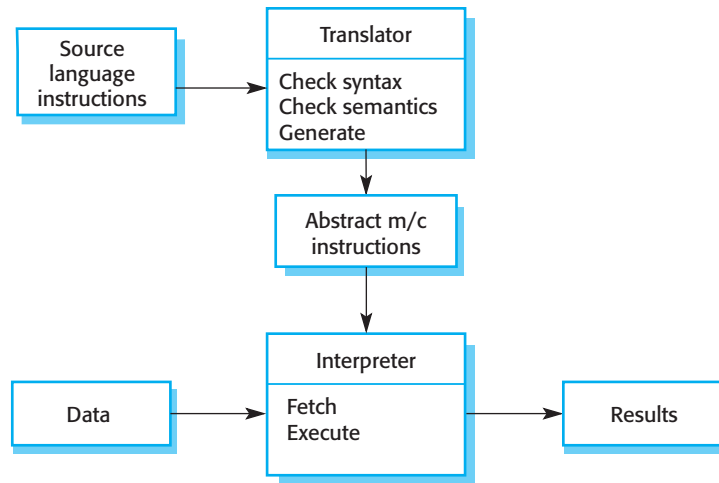 Source
language
instructions
Translator
Check syntax
Check semantics
Generate
Abstract m/c
instructions
Interpreter
Fetch
Execute
Data
Results